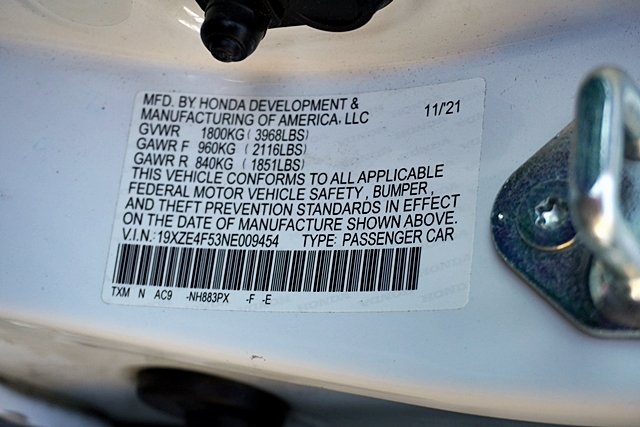 MFD. BY HONDA DEVELOPMENT &
MANUFACTURING OF AMERICA, LLC 11/'21
GVWR 1800KG ( 3968LBS)
GAWR F 960KG ( 2116LBS)
GAWR R 840KG ( 1851LBS)
THIS VEHICLE CONFORMS TO ALL APPLICABLE
FEDERAL MOTOR VEHICLE SAFETY , BUMPER ,
AND THEFT PREVENTION STANDARDS IN EFFECT
ON THE DATE OF MANUFACTURE SHOWN ABOVE.
V.I.N.: 19XZE4F53NE009454 TYPE: PASSENGER CAR
TXM N AC9 -NH883PX -F -E